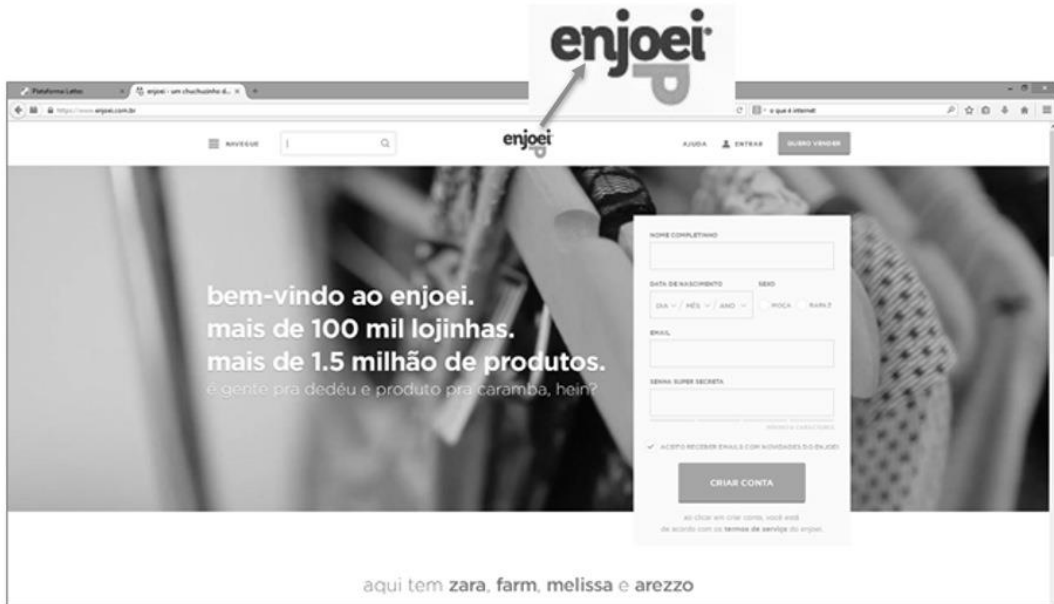 enjoei
Plataforma Lattes
enjoei - um chuchuzinho d...
https://www.enjoei.com.br
o que é internet
NAVEGUE
enjoei
AJUDA
ENTRAR
QUERO VENDER
bem-vindo ao enjoei.
mais de 100 mil lojinhas.
mais de 1.5 milhão de produtos.
é gente pra dedéu e produto pra caramba, hein?
NOME COMPLETINHO
DATA DE NASCIMENTO
SEXO
DIA / MÊS / ANO
MOÇA
RAPAZ
EMAIL
SENHA SUPER SECRETA
ACEITO RECEBER EMAILS COM NOVIDADES DO ENJOEI
CRIAR CONTA
ao clicar em criar conta, você está
de acordo com os termos de serviço do enjoei.
aqui tem zara, farm, melissa e arezzo